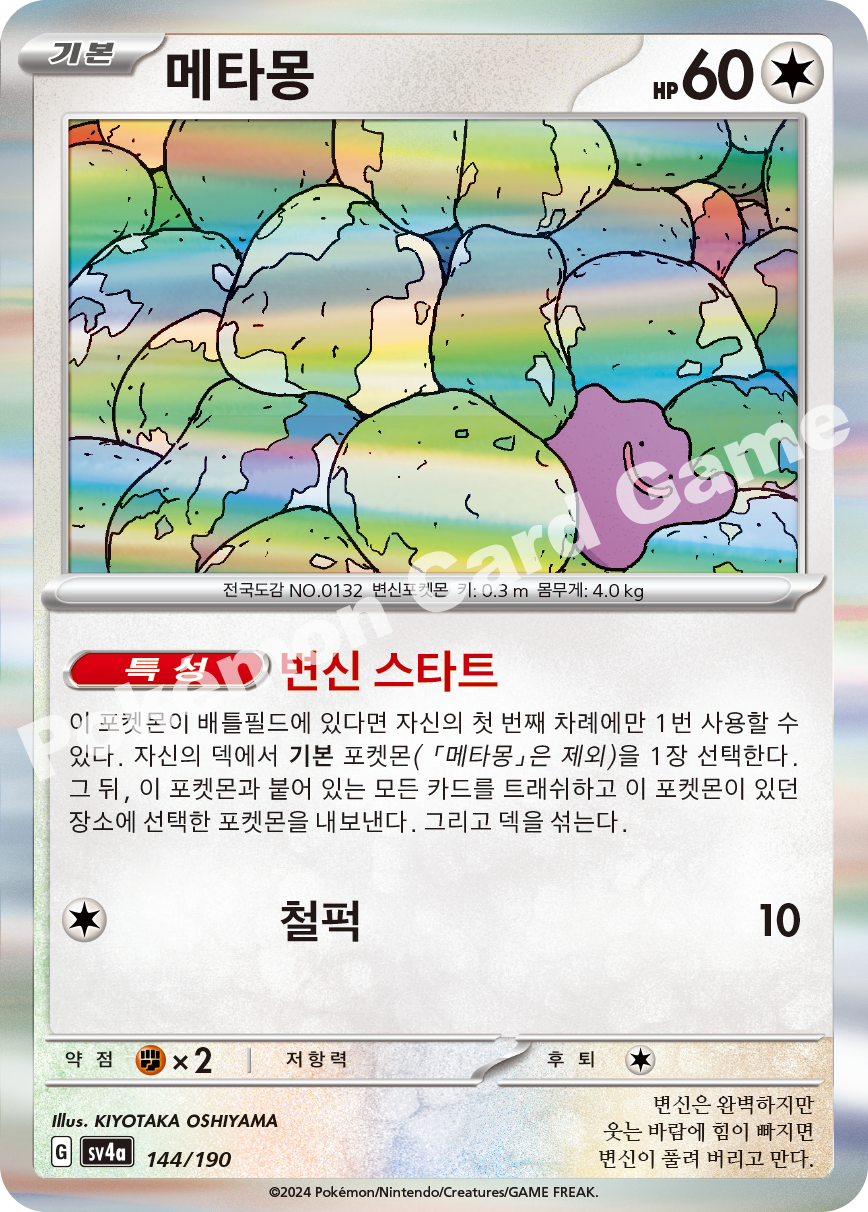 기본 메타몽 HP 60
전국도감 NO.0132 변신포켓몬 키: 0.3 m 몸무게: 4.0 kg
특성 변신 스타트
이 포켓몬이 배틀필드에 있다면 자신의 첫 번째 차례에만 1번 사용할 수
있다. 자신의 덱에서 기본 포켓몬(「메타몽」은 제외)을 1장 선택한다.
그 뒤, 이 포켓몬과 붙어 있는 모든 카드를 트래쉬하고 이 포켓몬이 있던
장소에 선택한 포켓몬을 내보낸다. 그리고 덱을 섞는다.
철퍽 10
약점 ×2 저항력 후퇴
변신은 완벽하지만
웃는 바람에 힘이 빠지면
변신이 풀려 버리고 만다.
Illus. KIYOTAKA OSHIYAMA
G sv4a 144/190
©2024 Pokémon/Nintendo/Creatures/GAME FREAK.
Pokémon Card Game